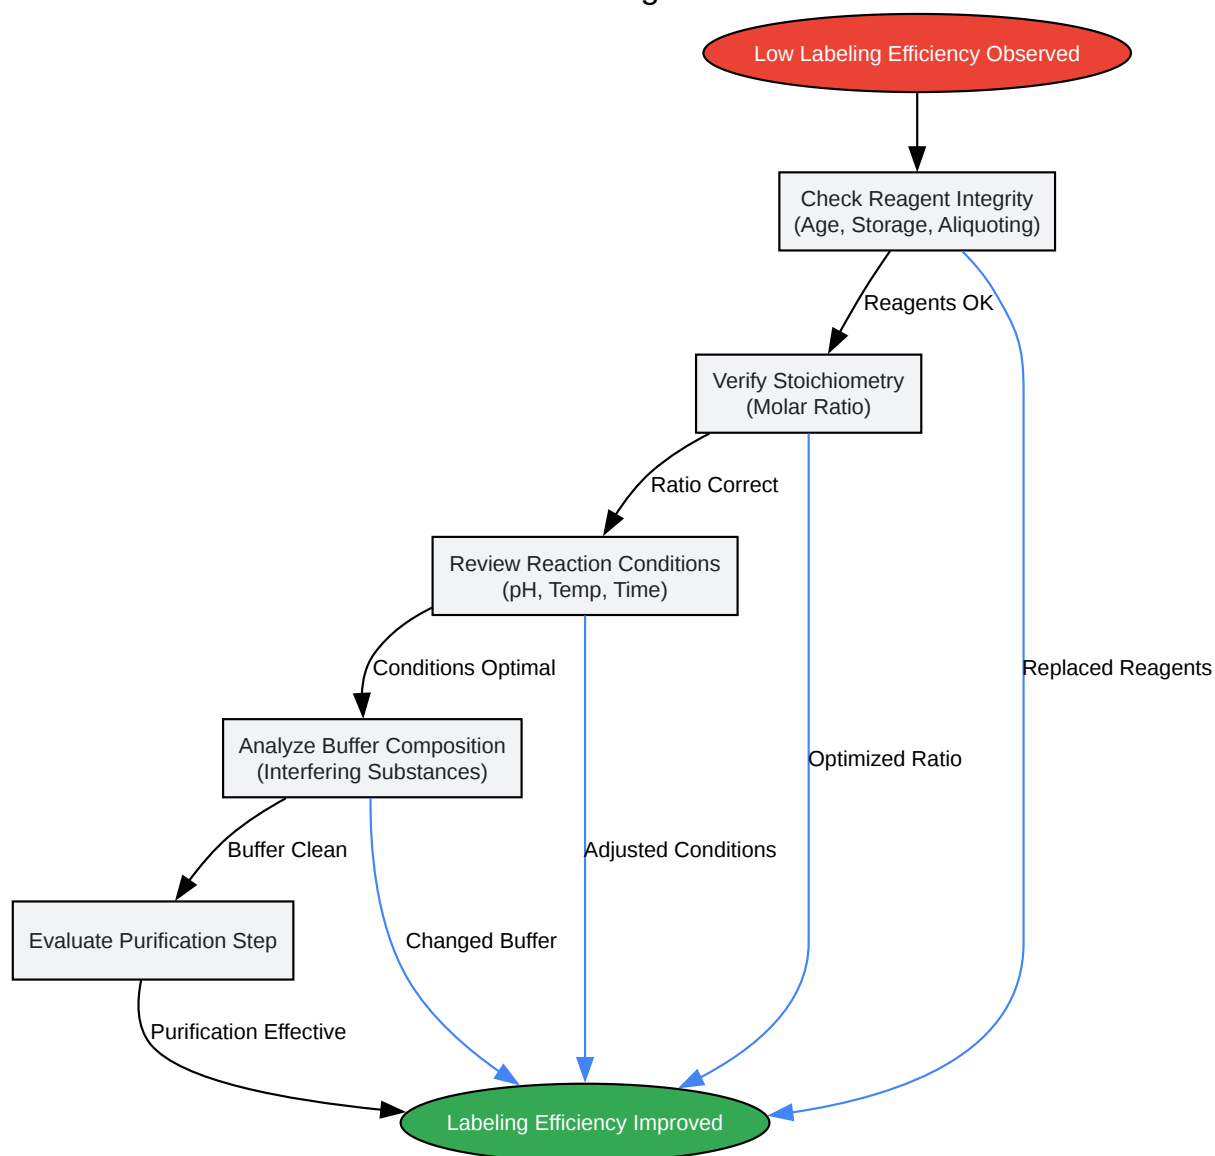 Low Labeling Efficiency Observed
Check Reagent Integrity
(Age, Storage, Aliquoting)
Reagents OK
Verify Stoichiometry
(Molar Ratio)
Ratio Correct
Review Reaction Conditions
(pH, Temp, Time)
Conditions Optimal
Replaced Reagents
Analyze Buffer Composition
(Interfering Substances)
Optimized Ratio
Buffer Clean
Adjusted Conditions
Evaluate Purification Step
Changed Buffer
Purification Effective
Labeling Efficiency Improved